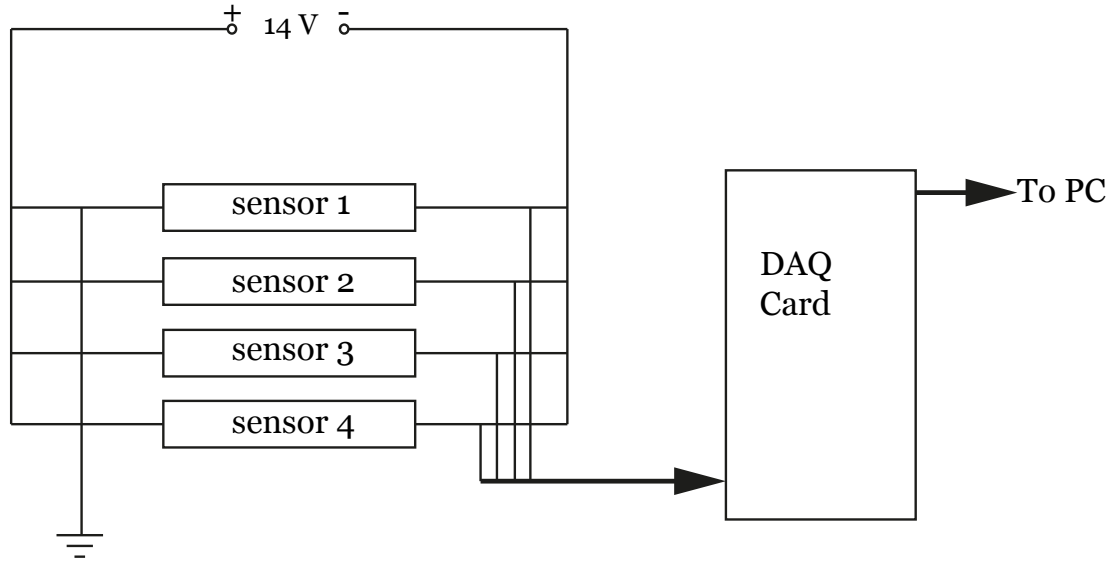 + 14 V -
sensor 1
sensor 2
sensor 3
sensor 4
DAQ
Card
To PC